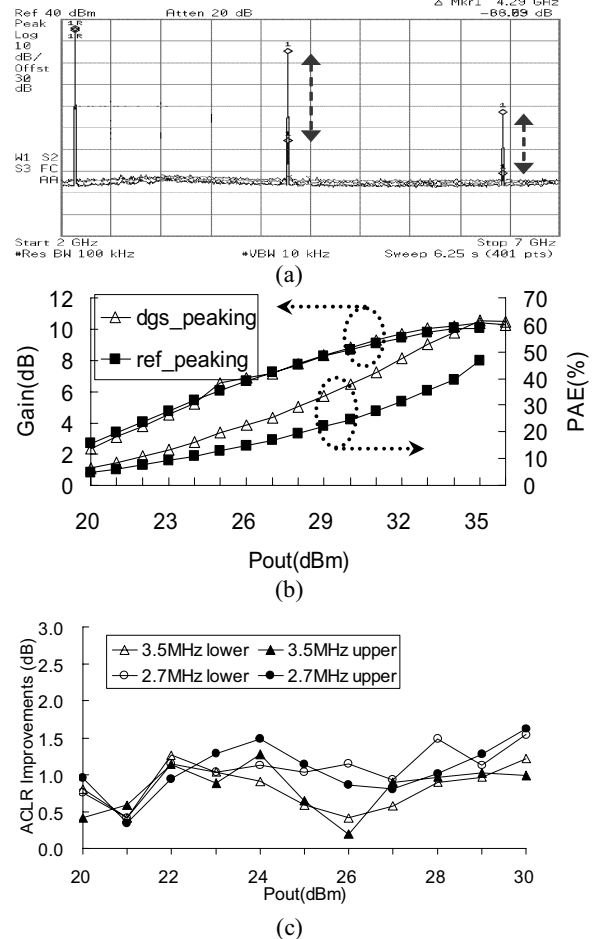 Δ Mkr1 4.29 GHz
Ref 40 dBm Atten 20 dB
Peak
Log
10
dB/
Offst
30
dB
1R
1R
1
1
W1 S2
S3 FC
AA
Start 2 GHz Stop 7 GHz
*Res BW 100 kHz *VBW 10 kHz Sweep 6.25 s (401 pts)
(a)
12
10
8
6
4
2
0
Gain(dB)
dgs_peaking
ref_peaking
70
60
50
40
30
20
10
0
PAE(%)
20 23 26 29 32 35
Pout(dBm)
(b)
3.0
2.5
2.0
1.5
1.0
0.5
0.0
ACLR Improvements (dB)
3.5MHz lower 3.5MHz upper
2.7MHz lower 2.7MHz upper
20 22 24 26 28 30
Pout(dBm)
(c)